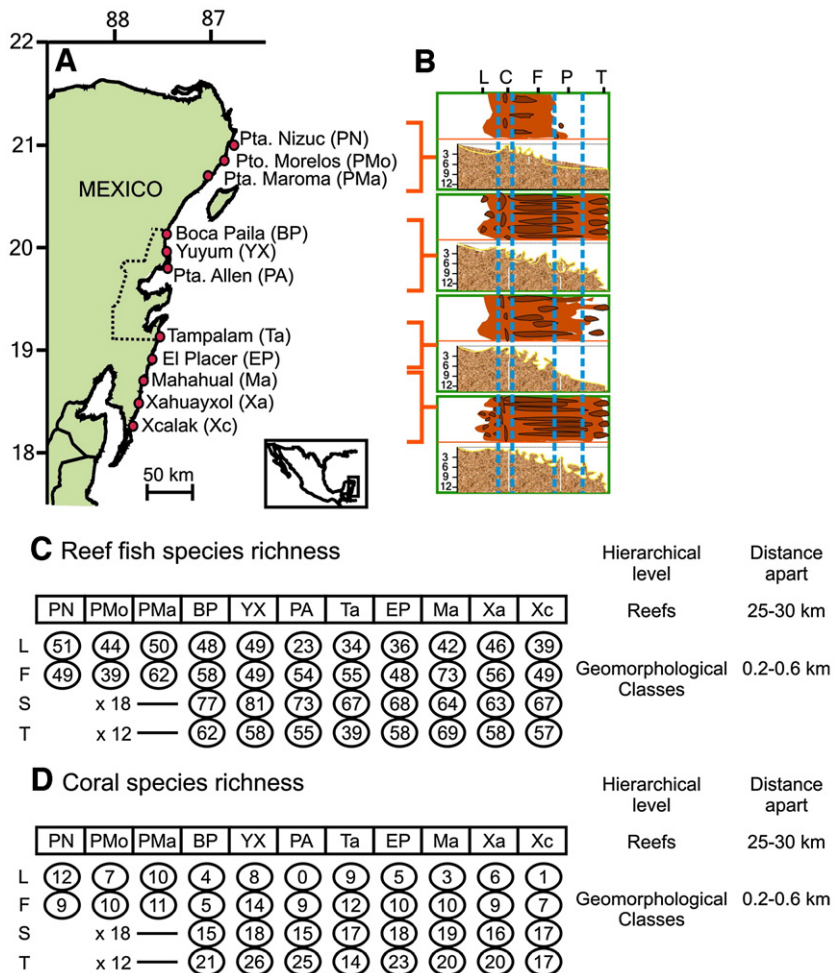 88 87
22
A
21
20
19
18
Pta. Nizuc (PN)
Pto. Morelos (PMo)
Pta. Maroma (PMa)
MEXICO
Boca Paila (BP)
Yuyum (YX)
Pta. Allen (PA)
Tampalam (Ta)
El Placer (EP)
Mahahual (Ma)
Xahuayxol (Xa)
Xcalak (Xc)
50 km
B
L C F P T
3
6
9
12
3
6
9
12
3
6
9
12
3
6
9
12
C Reef fish species richness
Hierarchical level
Distance apart
PN PMo PMa BP YX PA Ta EP Ma Xa Xc Reefs 25-30 km
L 51 44 50 48 49 23 34 36 42 46 39
F 49 39 62 58 49 54 55 48 73 56 49
Geomorphological Classes
0.2-0.6 km
S x 18 77 81 73 67 68 64 63 67
T x 12 62 58 55 39 58 69 58 57
D Coral species richness
Hierarchical level
Distance apart
PN PMo PMa BP YX PA Ta EP Ma Xa Xc Reefs 25-30 km
L 12 7 10 4 8 0 9 5 3 6 1
F 9 10 11 5 14 9 12 10 10 9 7
Geomorphological Classes
0.2-0.6 km
S x 18 15 18 15 17 18 19 16 17
T x 12 21 26 25 14 23 20 20 17